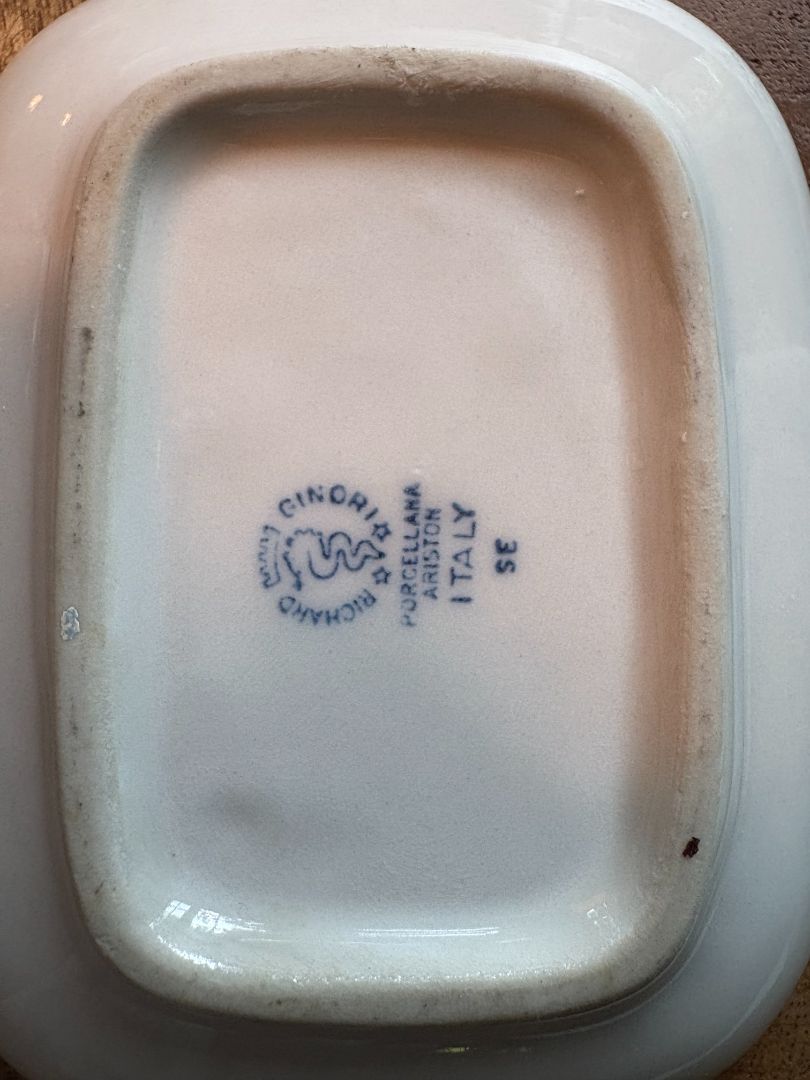 RICHARD GINORI
PORCELLANA
ARISTON
ITALY
SE